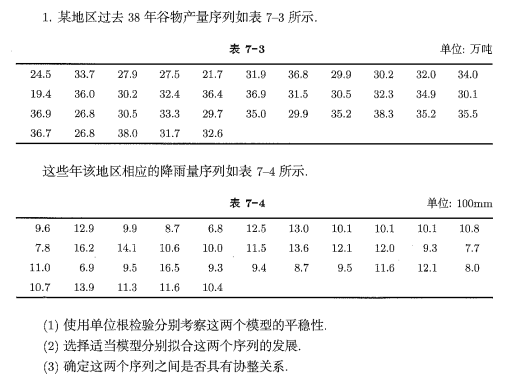 1. 某地区过去 38 年谷物产量序列如表 7–3 所示.
表 7–3 单位: 万吨
24.5 33.7 27.9 27.5 21.7 31.9 36.8 29.9 30.2 32.0 34.0
19.4 36.0 30.2 32.4 36.4 36.9 31.5 30.5 32.3 34.9 30.1
36.9 26.8 30.5 33.3 29.7 35.0 29.9 35.2 38.3 35.2 35.5
36.7 26.8 38.0 31.7 32.6
这些年该地区相应的降雨量序列如表 7–4 所示.
表 7–4 单位: 100mm
9.6 12.9 9.9 8.7 6.8 12.5 13.0 10.1 10.1 10.1 10.8
7.8 16.2 14.1 10.6 10.0 11.5 13.6 12.1 12.0 9.3 7.7
11.0 6.9 9.5 16.5 9.3 9.4 8.7 9.5 11.6 12.1 8.0
10.7 13.9 11.3 11.6 10.4
(1) 使用单位根检验分别考察这两个模型的平稳性.
(2) 选择适当模型分别拟合这两个序列的发展.
(3) 确定这两个序列之间是否具有协整关系.